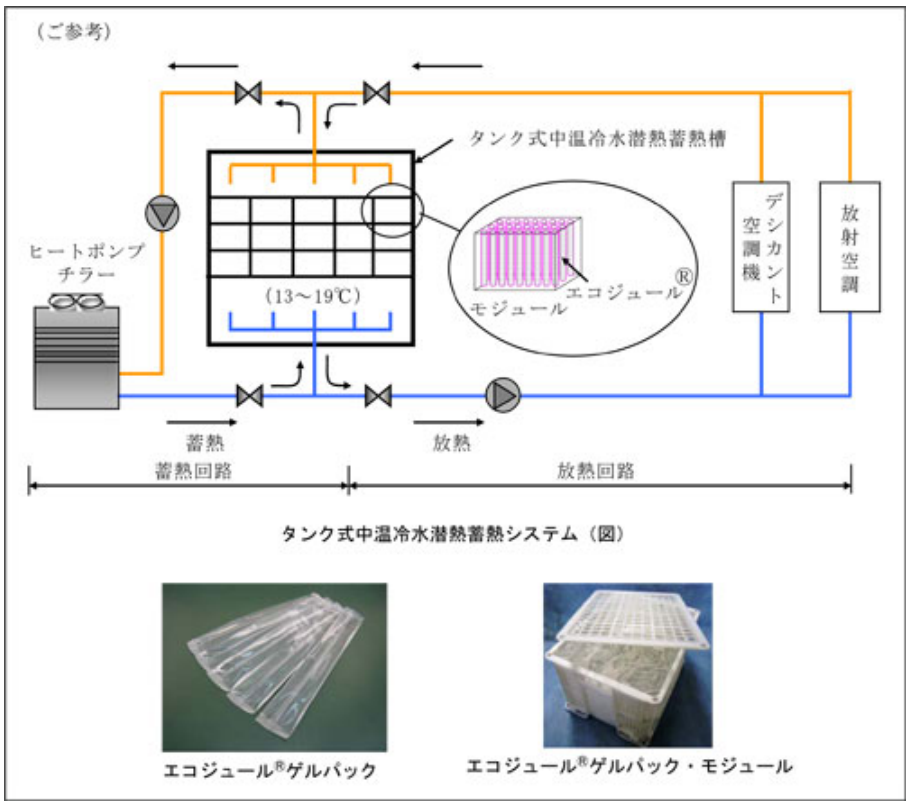 (ご参考)
タンク式中温冷水潜熱蓄熱槽
ヒートポンプ
チラー
(13～19℃)
エコジュール®
モジュール
デシカント
空調機
放射空調
蓄熱
放熱
蓄熱回路
放熱回路
タンク式中温冷水潜熱蓄熱システム（図）
エコジュール®ゲルパック
エコジュール®ゲルパック・モジュール